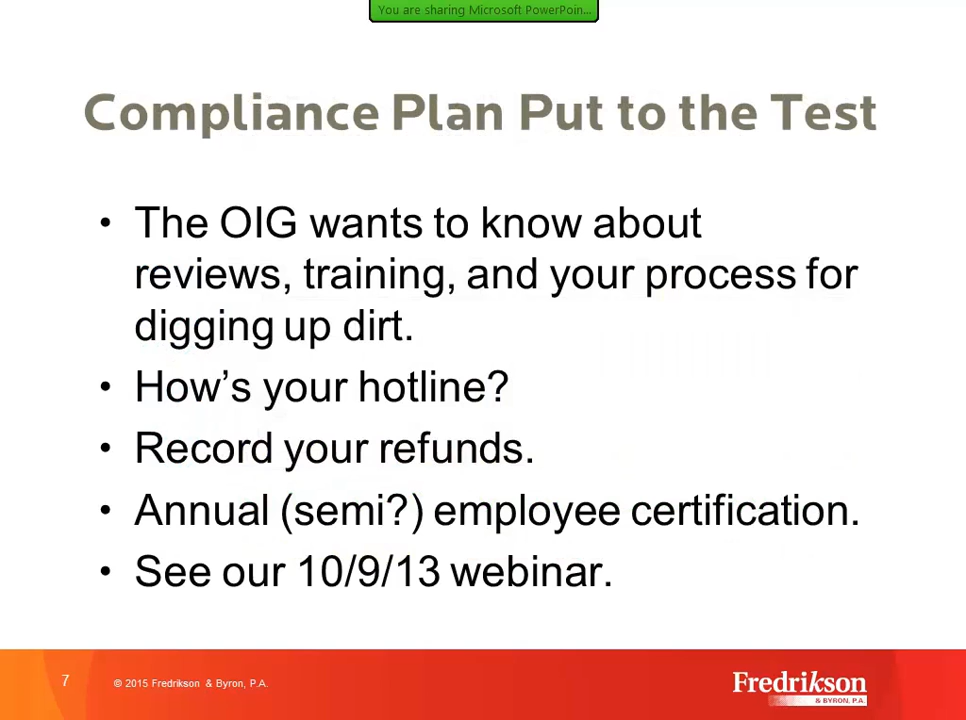 You are sharing Microsoft PowerPoin...
Compliance Plan Put to the Test
• The OIG wants to know about
reviews, training, and your process for
digging up dirt.
• How’s your hotline?
• Record your refunds.
• Annual (semi?) employee certification.
• See our 10/9/13 webinar.
7
© 2015 Fredrikson & Byron, P.A.
Fredrikson
& BYRON, P.A.